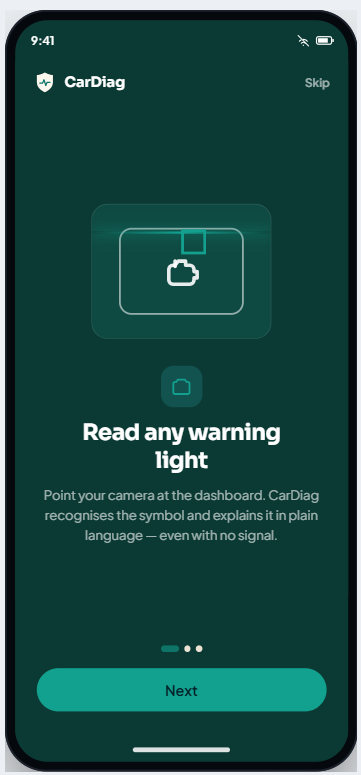 9:41
CarDiag
Skip
Read any warning
light
Point your camera at the dashboard. CarDiag
recognises the symbol and explains it in plain
language — even with no signal.
Next